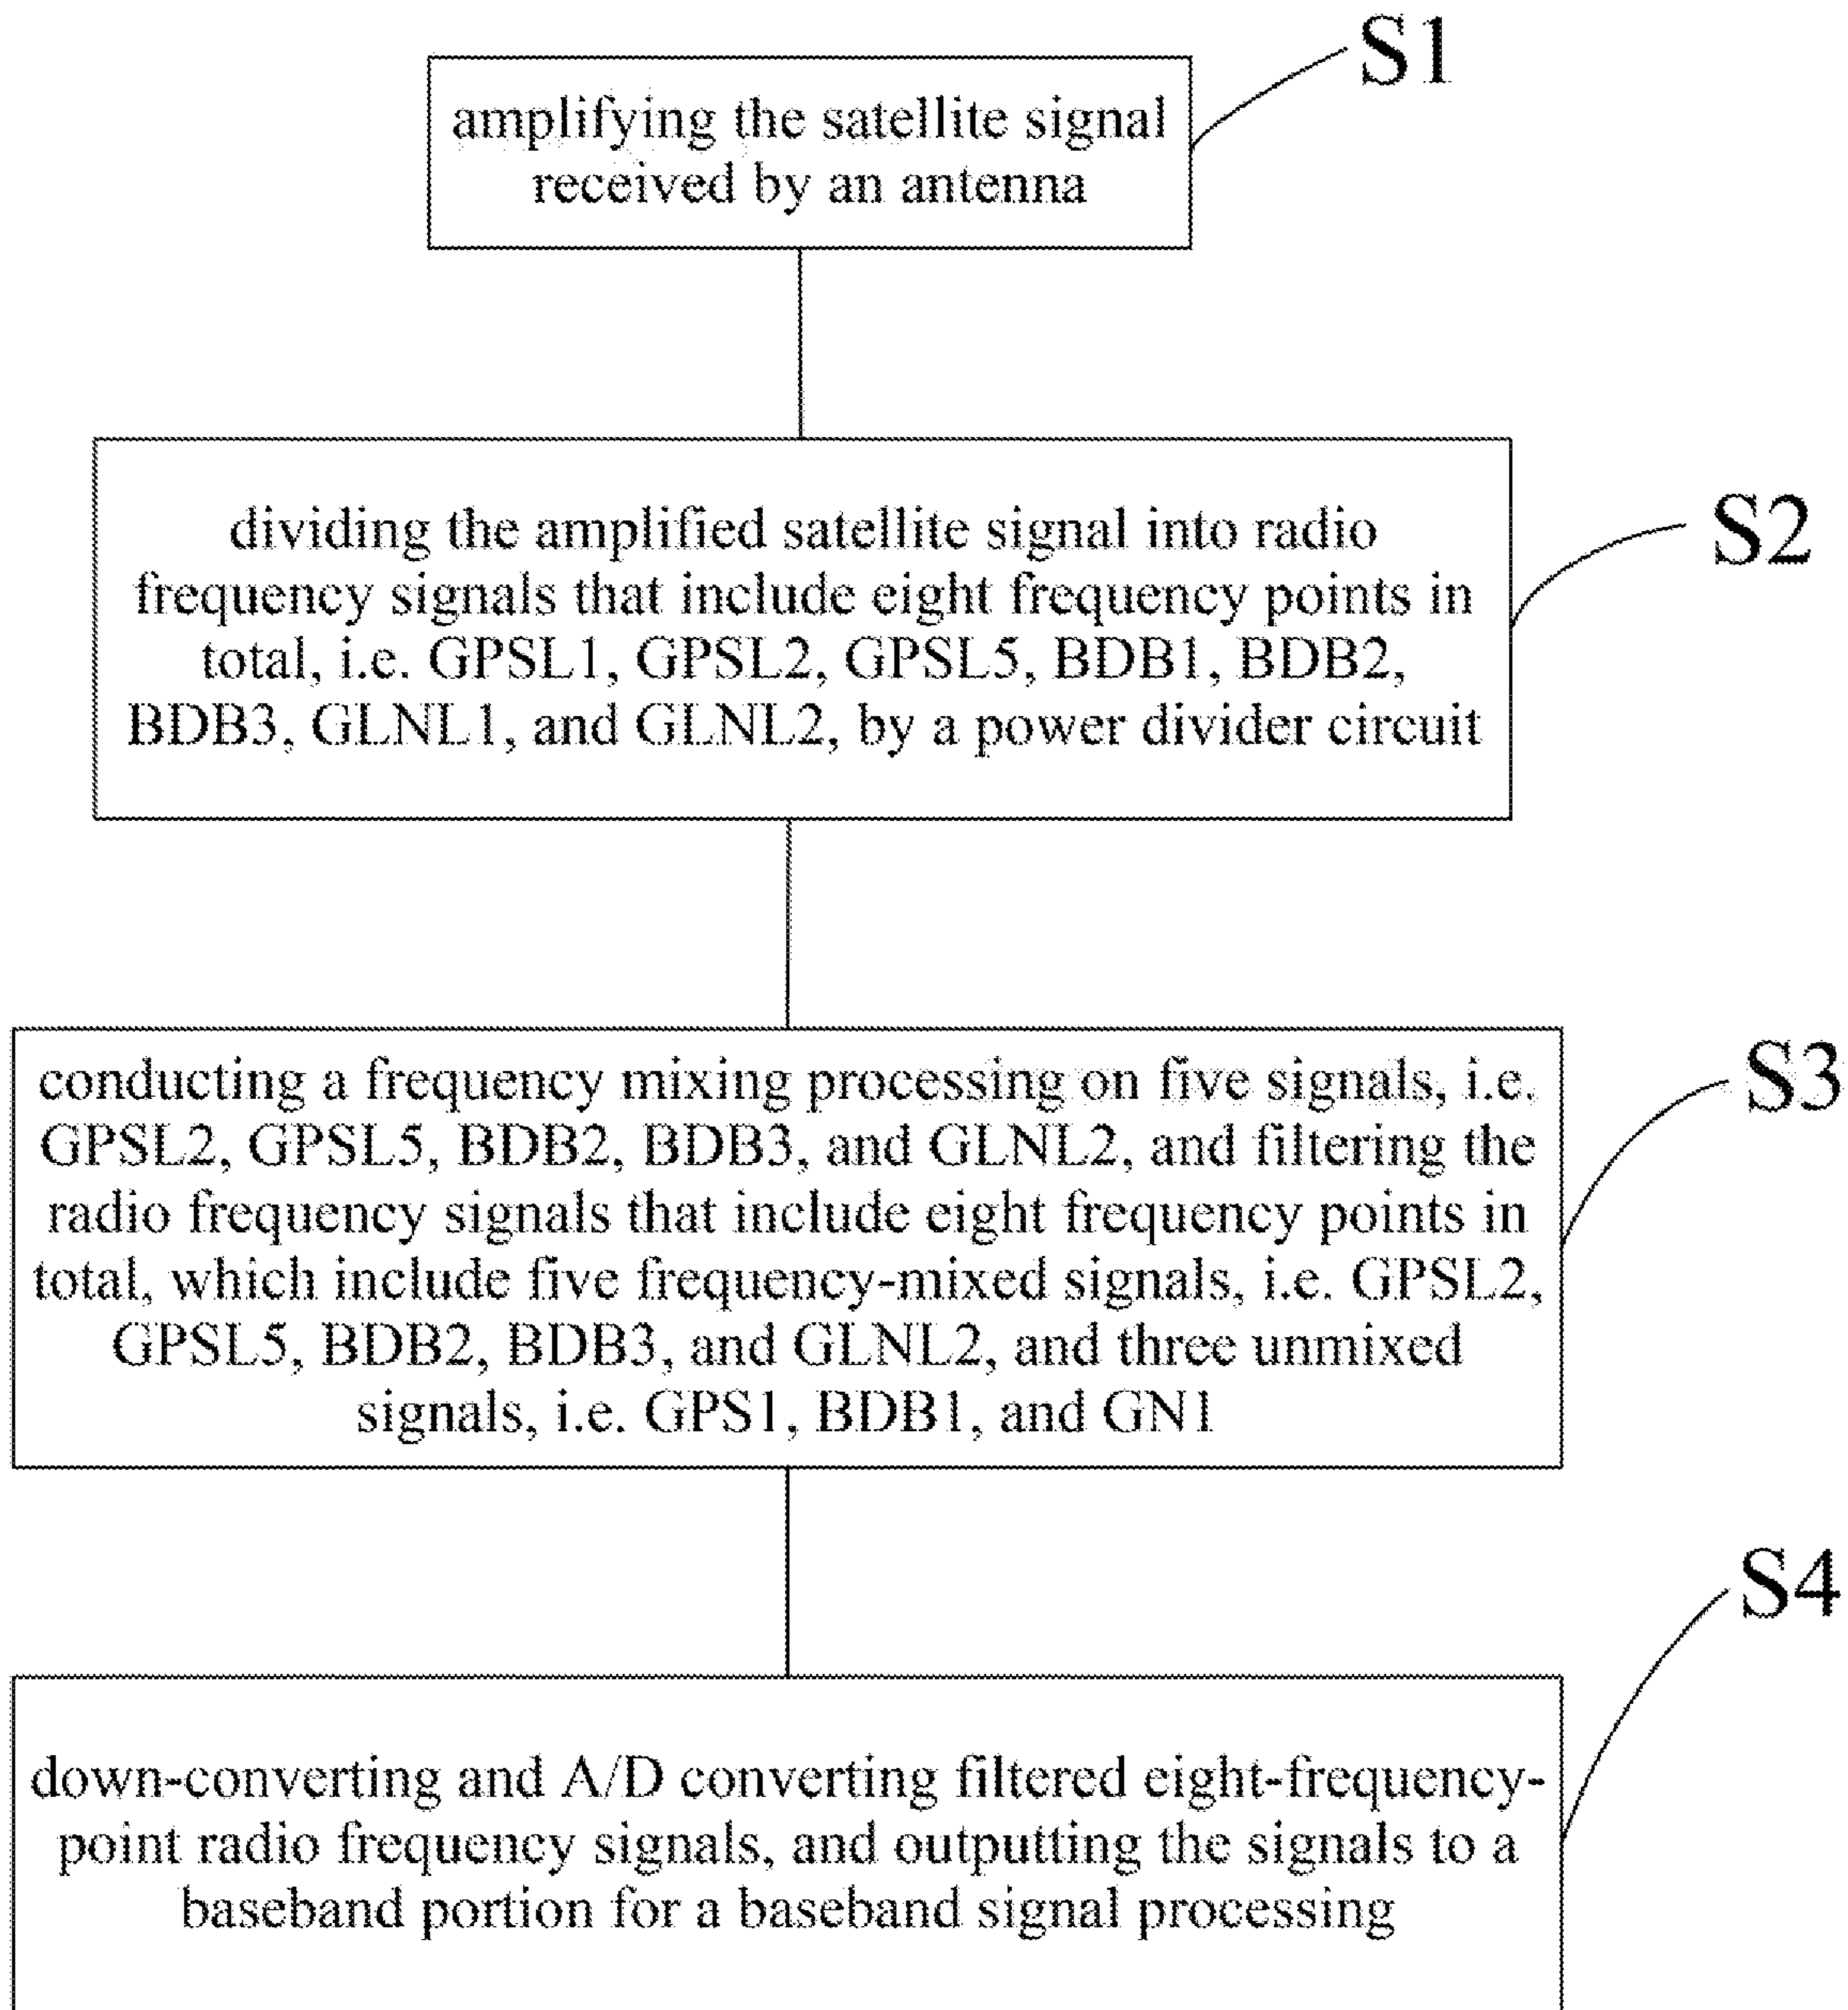 S1
amplifying the satellite signal
received by an antenna
S2
dividing the amplified satellite signal into radio
frequency signals that include eight frequency points in
total, i.e. GPSL1, GPSL2, GPSL5, BDB1, BDB2,
BDB3, GLNL1, and GLNL2, by a power divider circuit
S3
conducting a frequency mixing processing on five signals, i.e.
GPSL2, GPSL5, BDB2, BDB3, and GLNL2, and filtering the
radio frequency signals that include eight frequency points in
total, which include five frequency-mixed signals, i.e. GPSL2,
GPSL5, BDB2, BDB3, and GLNL2, and three unmixed
signals, i.e. GPS1, BDB1, and GN1
S4
down-converting and A/D converting filtered eight-frequency-
point radio frequency signals, and outputting the signals to a
baseband portion for a baseband signal processing